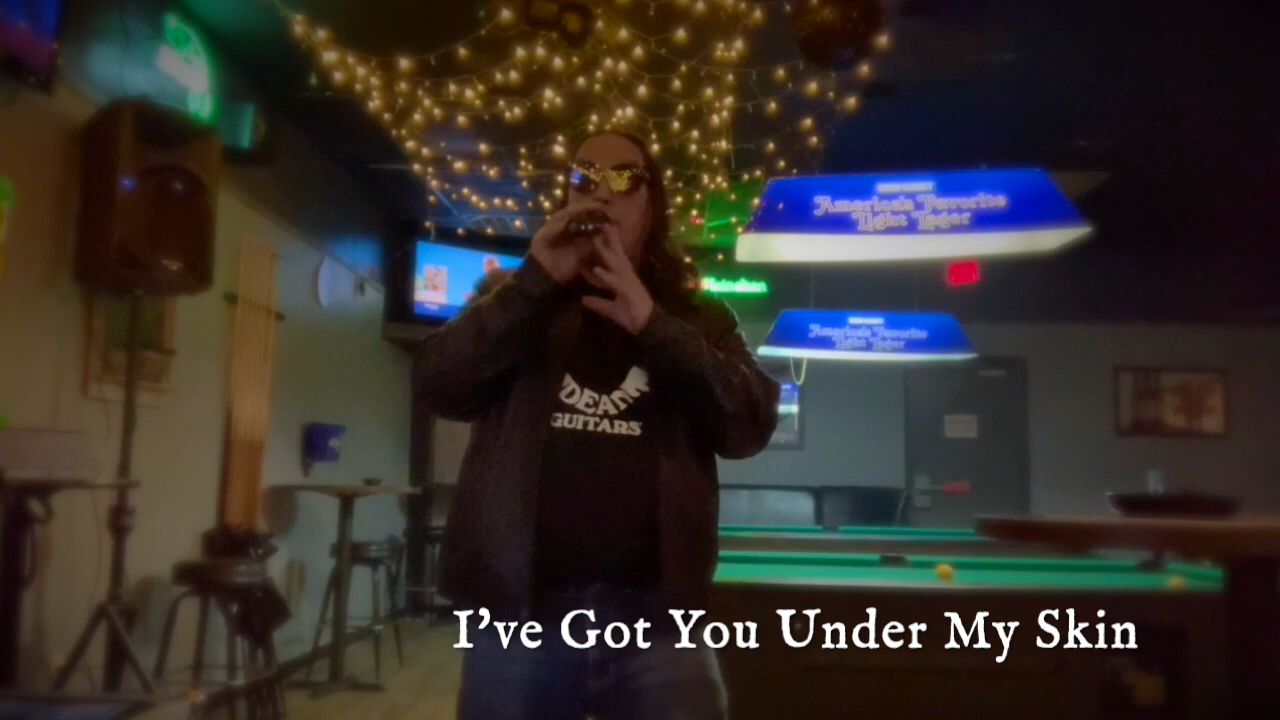 America's Favorite
Light Lager
Heineken
America's Favorite
Light Lager
DEAN
GUITARS
I've Got You Under My Skin